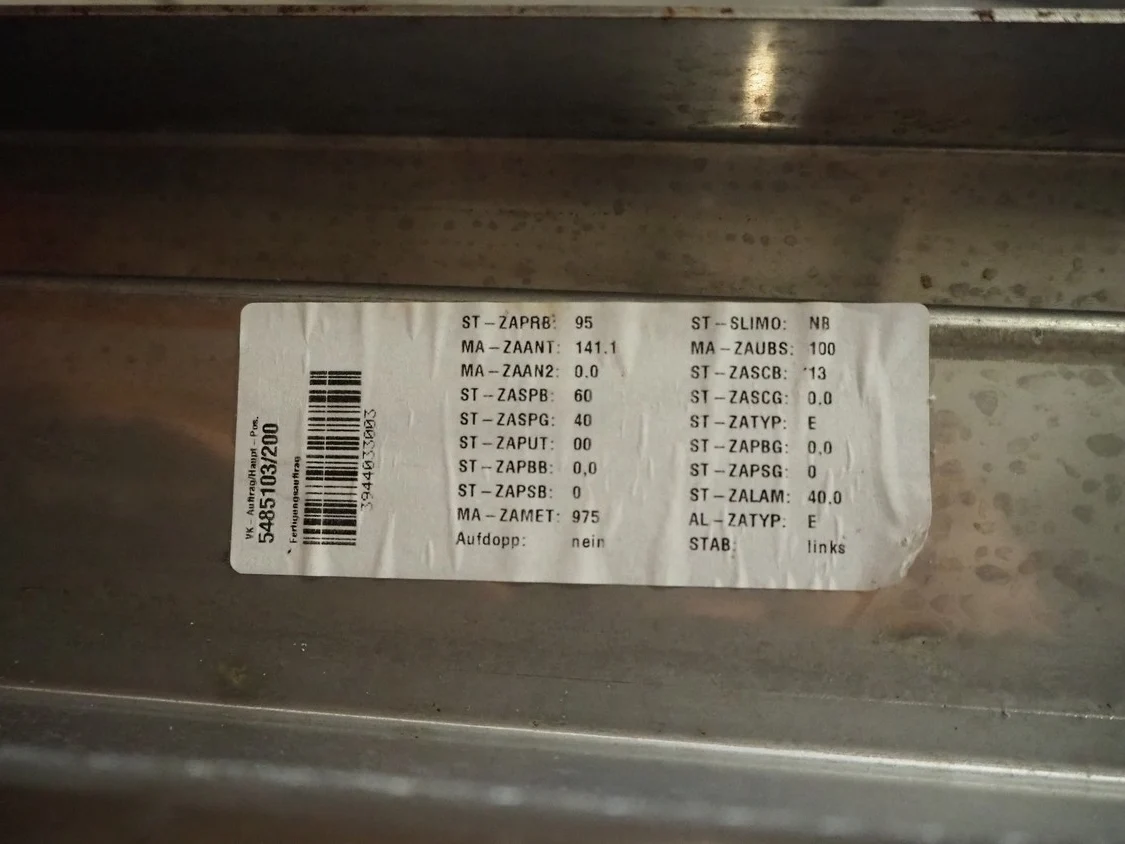 VK – Auftrag/Haupt – Pos.
5485103/200
Fertigungsauftrag
3944033003
ST – ZAPRB: 95
MA – ZAANT: 141.1
MA – ZAAN2: 0.0
ST – ZASPB: 60
ST – ZASPG: 40
ST – ZAPUT: 00
ST – ZAPBB: 0,0
ST – ZAPSB: 0
MA – ZAMET: 975
Aufdopp: nein
ST – SLIMO: NB
MA – ZAUBS: 100
ST – ZASCB: 13
ST – ZASCG: 0.0
ST – ZATYP: E
ST – ZAPBG: 0,0
ST – ZAPSG: 0
ST – ZALAM: 40.0
AL – ZATYP: E
STAB: links